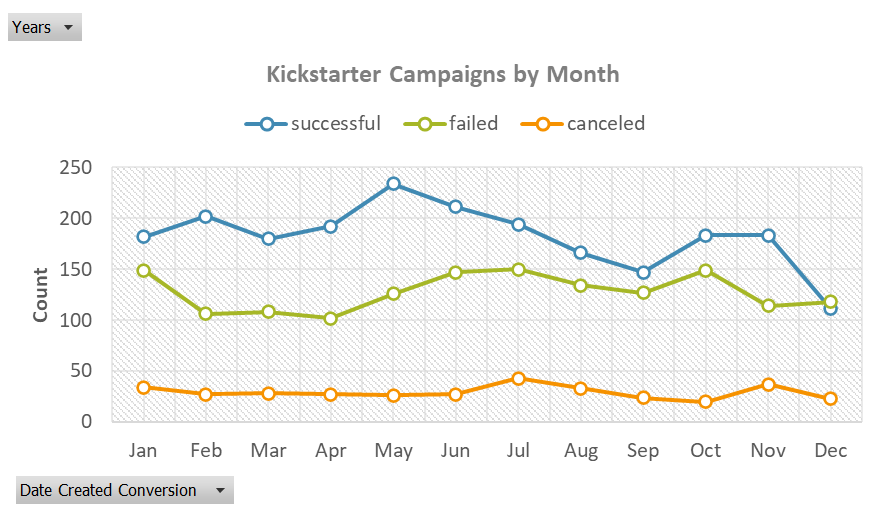 Years
Kickstarter Campaigns by Month
successful failed canceled
250
200
150
100
50
0
Count
Jan Feb Mar Apr May Jun Jul Aug Sep Oct Nov Dec
Date Created Conversion